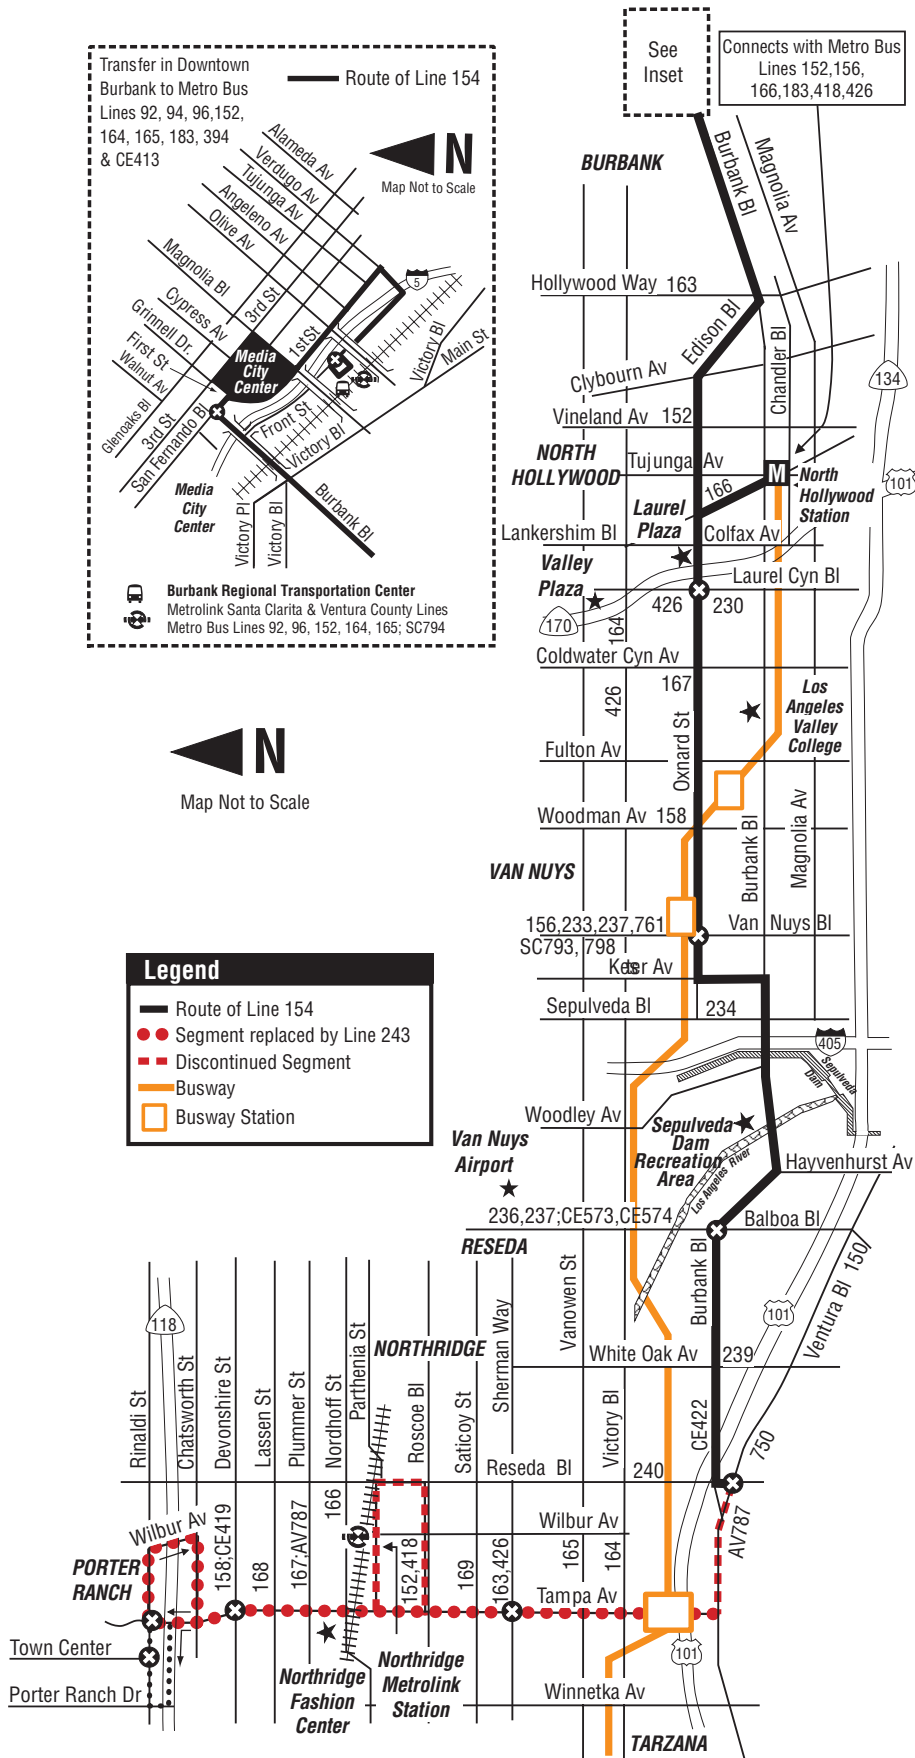 Transfer in Downtown
Burbank to Metro Bus
Lines 92, 94, 96,152,
164, 165, 183, 394
& CE413
Route of Line 154
N
Map Not to Scale
Alameda Av
Verdugo Av
Tujunga Av
Angeleno Av
Olive Av
Magnolia Bl
Cypress Av
Grinnell Dr.
First St
Walnut Av
Glenoaks Bl
3rd St
San Fernando Bl
3rd St
1stSt
Media
City
Center
5
Victory Bl
Main St
Front St
Victory Bl
Media
City
Center
Victory Pl
Victory Bl
Burbank Bl
Burbank Regional Transportation Center
Metrolink Santa Clarita & Ventura County Lines
Metro Bus Lines 92, 96, 152, 164, 165; SC794
See
Inset
Connects with Metro Bus
Lines 152,156,
166,183,418,426
BURBANK
Burbank Bl
Magnolia Av
Hollywood Way 163
Edison Bl
Clybourn Av
Chandler Bl
134
Vineland Av 152
NORTH
HOLLYWOOD
Tujunga Av
M
166
North
Hollywood
Station
101
Laurel
Plaza
Lankershim Bl
Colfax Av
Valley
Plaza
Laurel Cyn Bl
426
230
170
164
Coldwater Cyn Av
167
426
Oxnard St
Los
Angeles
Valley
College
Fulton Av
N
Map Not to Scale
Woodman Av 158
Burbank Bl
Magnolia Av
VAN NUYS
156,233,237,761
Van Nuys Bl
SC793, 798
Kester Av
Sepulveda Bl
234
405
Sepulveda
Dam
Legend
Route of Line 154
Segment replaced by Line 243
Discontinued Segment
Busway
Busway Station
Woodley Av
Sepulveda
Dam
Recreation
Area
Los Angeles River
Van Nuys
Airport
Hayvenhurst Av
236,237;CE573,CE574
Balboa Bl
RESEDA
Burbank Bl
Ventura Bl 150
101
118
NORTHRIDGE
White Oak Av
239
Rinaldi St
Chatsworth St
Devonshire St
Lassen St
Plummer St
Nordhoff St
Parthenia St
Roscoe Bl
Saticoy St
Sherman Way
Vanowen St
Victory Bl
CE422
750
Reseda Bl
240
166
Wilbur Av
Wilbur Av
AV787
PORTER
RANCH
158;CE419
168
167;AV787
152,418
169
163,426
165
164
Tampa Av
Town Center
Porter Ranch Dr
Northridge
Fashion
Center
Northridge
Metrolink
Station
101
Winnetka Av
TARZANA